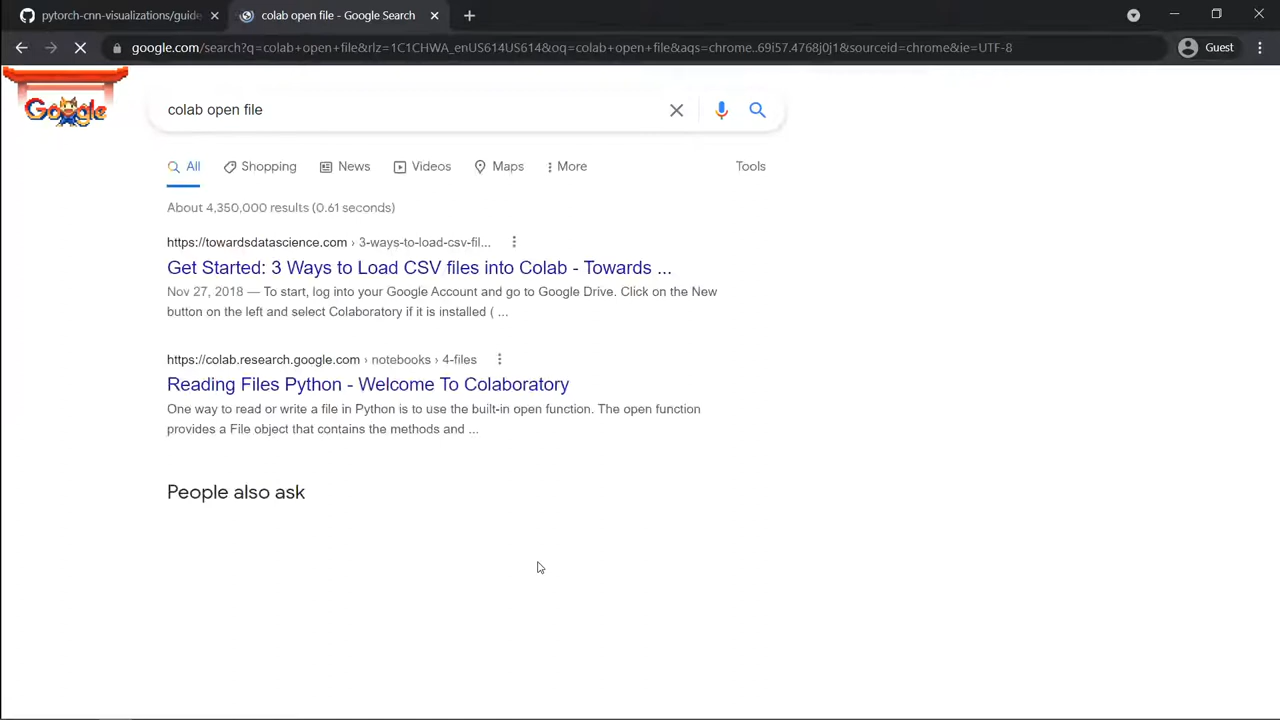 pytorch-cnn-visualizations/guide
colab open file - Google Search
google.com/search?q=colab+open+file&rlz=1C1CHWA_enUS614US614&oq=colab+open+file&aqs=chrome..69i57.4768j0j1&sourceid=chrome&ie=UTF-8
Guest
Google
colab open file
All Shopping News Videos Maps More Tools
About 4,350,000 results (0.61 seconds)
https://towardsdatascience.com › 3-ways-to-load-csv-fil...
Get Started: 3 Ways to Load CSV files into Colab - Towards ...
Nov 27, 2018 — To start, log into your Google Account and go to Google Drive. Click on the New
button on the left and select Colaboratory if it is installed ( ...
https://colab.research.google.com › notebooks › 4-files
Reading Files Python - Welcome To Colaboratory
One way to read or write a file in Python is to use the built-in open function. The open function
provides a File object that contains the methods and ...
People also ask